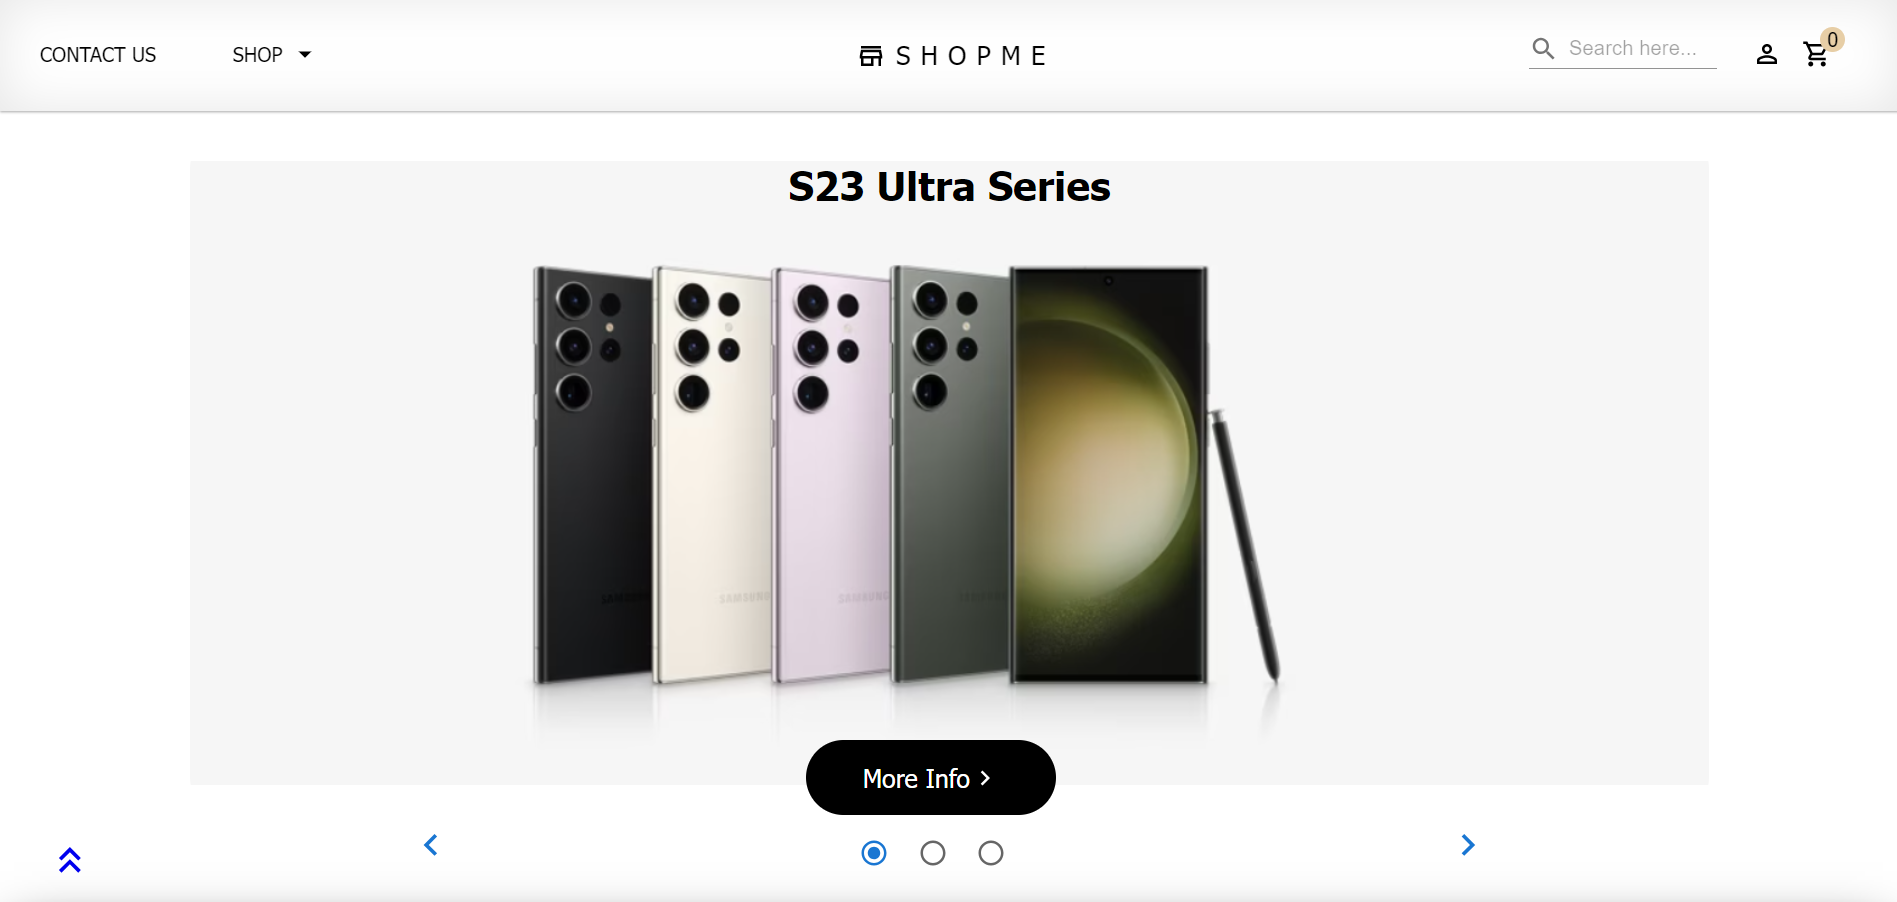 CONTACT US
SHOP
SHOPME
Search here...
0
S23 Ultra Series
SAMSUNG
SAMSUNG
SAMSUNG
SAMSUNG
More Info